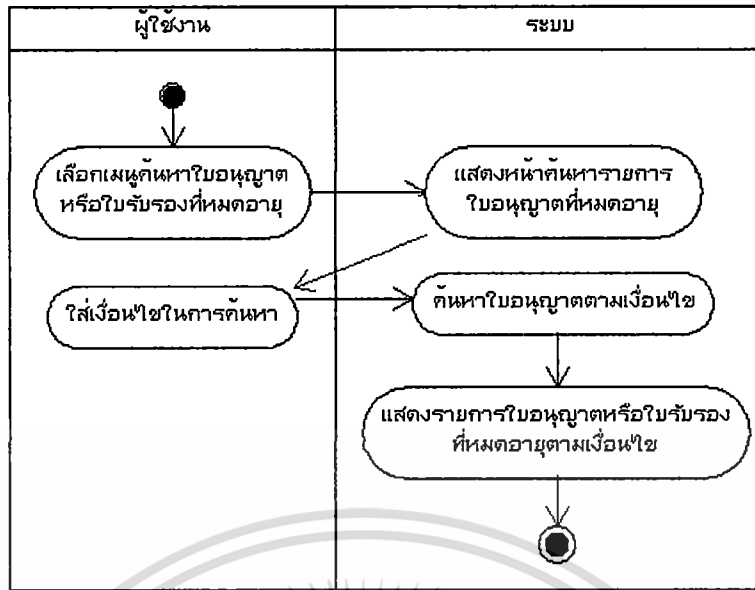 ผู้ใช้งาน
ระบบ
เลือกเมนูค้นหาใบอนุญาต
หรือใบรับรองที่หมดอายุ
แสดงหน้าค้นหารายการ
ใบอนุญาตที่หมดอายุ
ใส่เงื่อนไขในการค้นหา
ค้นหาใบอนุญาตตามเงื่อนไข
แสดงรายการใบอนุญาตหรือใบรับรอง
ที่หมดอายุตามเงื่อนไข